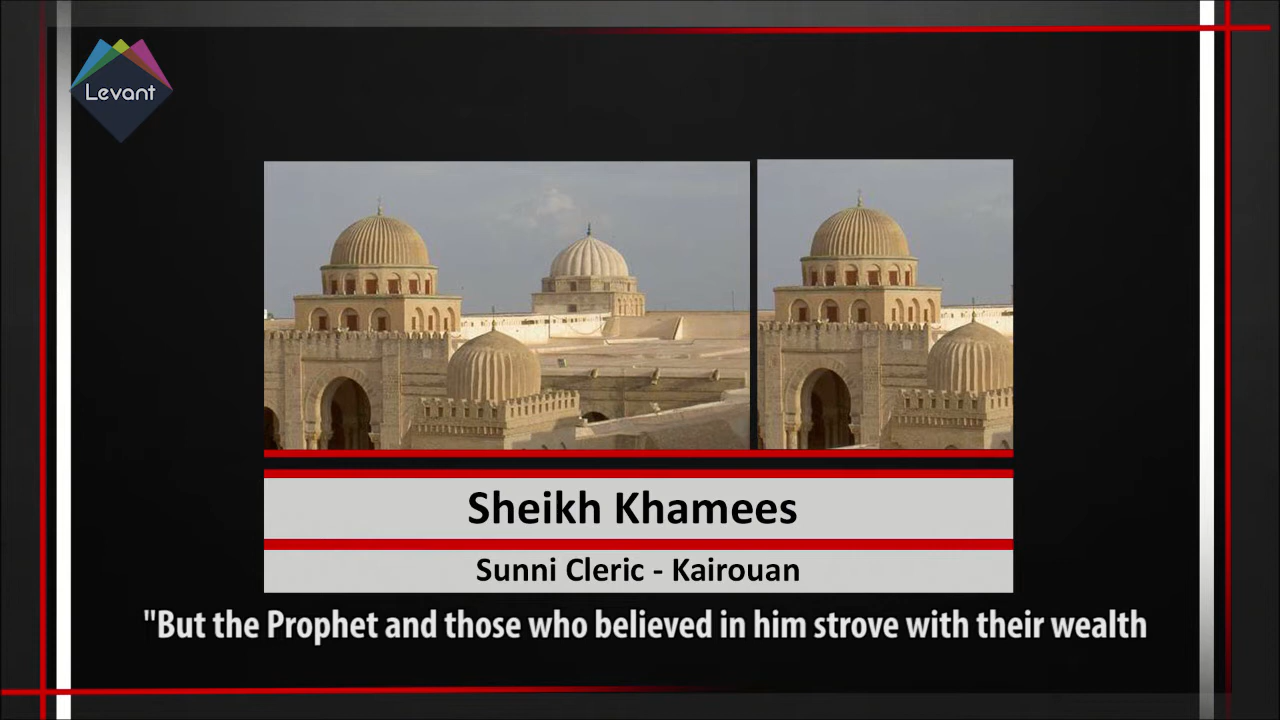 Levant
Sheikh Khamees
Sunni Cleric - Kairouan
"But the Prophet and those who believed in him strove with their wealth